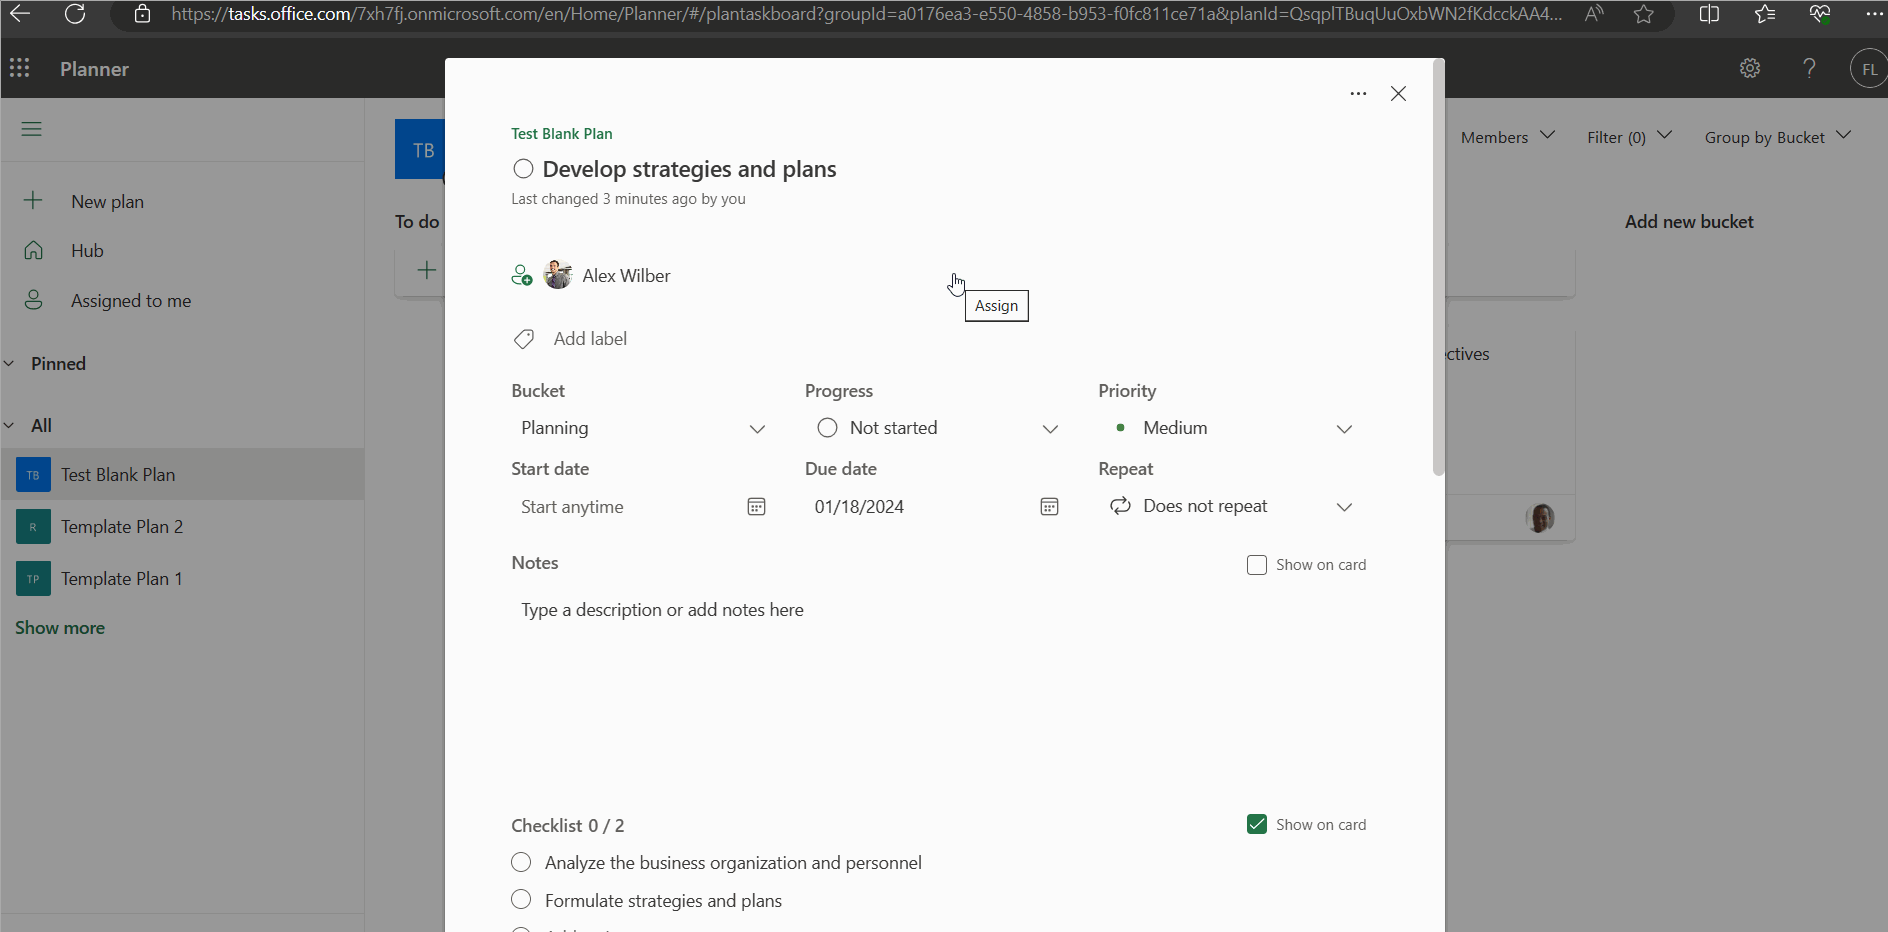 https://tasks.office.com/7xh7fj.onmicrosoft.com/en/Home/Planner/#/plantaskboard?groupId=a0176ea3-e550-4858-b953-f0fc811ce71a&planId=QsqplTBuqUuOxbWN2fKdcckAA4...
Planner
FL
New plan
Hub
Assigned to me
Pinned
All
TB Test Blank Plan
R Template Plan 2
TP Template Plan 1
Show more
TB
To do
Test Blank Plan
Develop strategies and plans
Last changed 3 minutes ago by you
Alex Wilber
Assign
Add label
Bucket Progress Priority
Planning Not started Medium
Start date Due date Repeat
Start anytime 01/18/2024 Does not repeat
Notes Show on card
Type a description or add notes here
Checklist 0 / 2 Show on card
Analyze the business organization and personnel
Formulate strategies and plans
Members Filter (0) Group by Bucket
Add new bucket
ctives